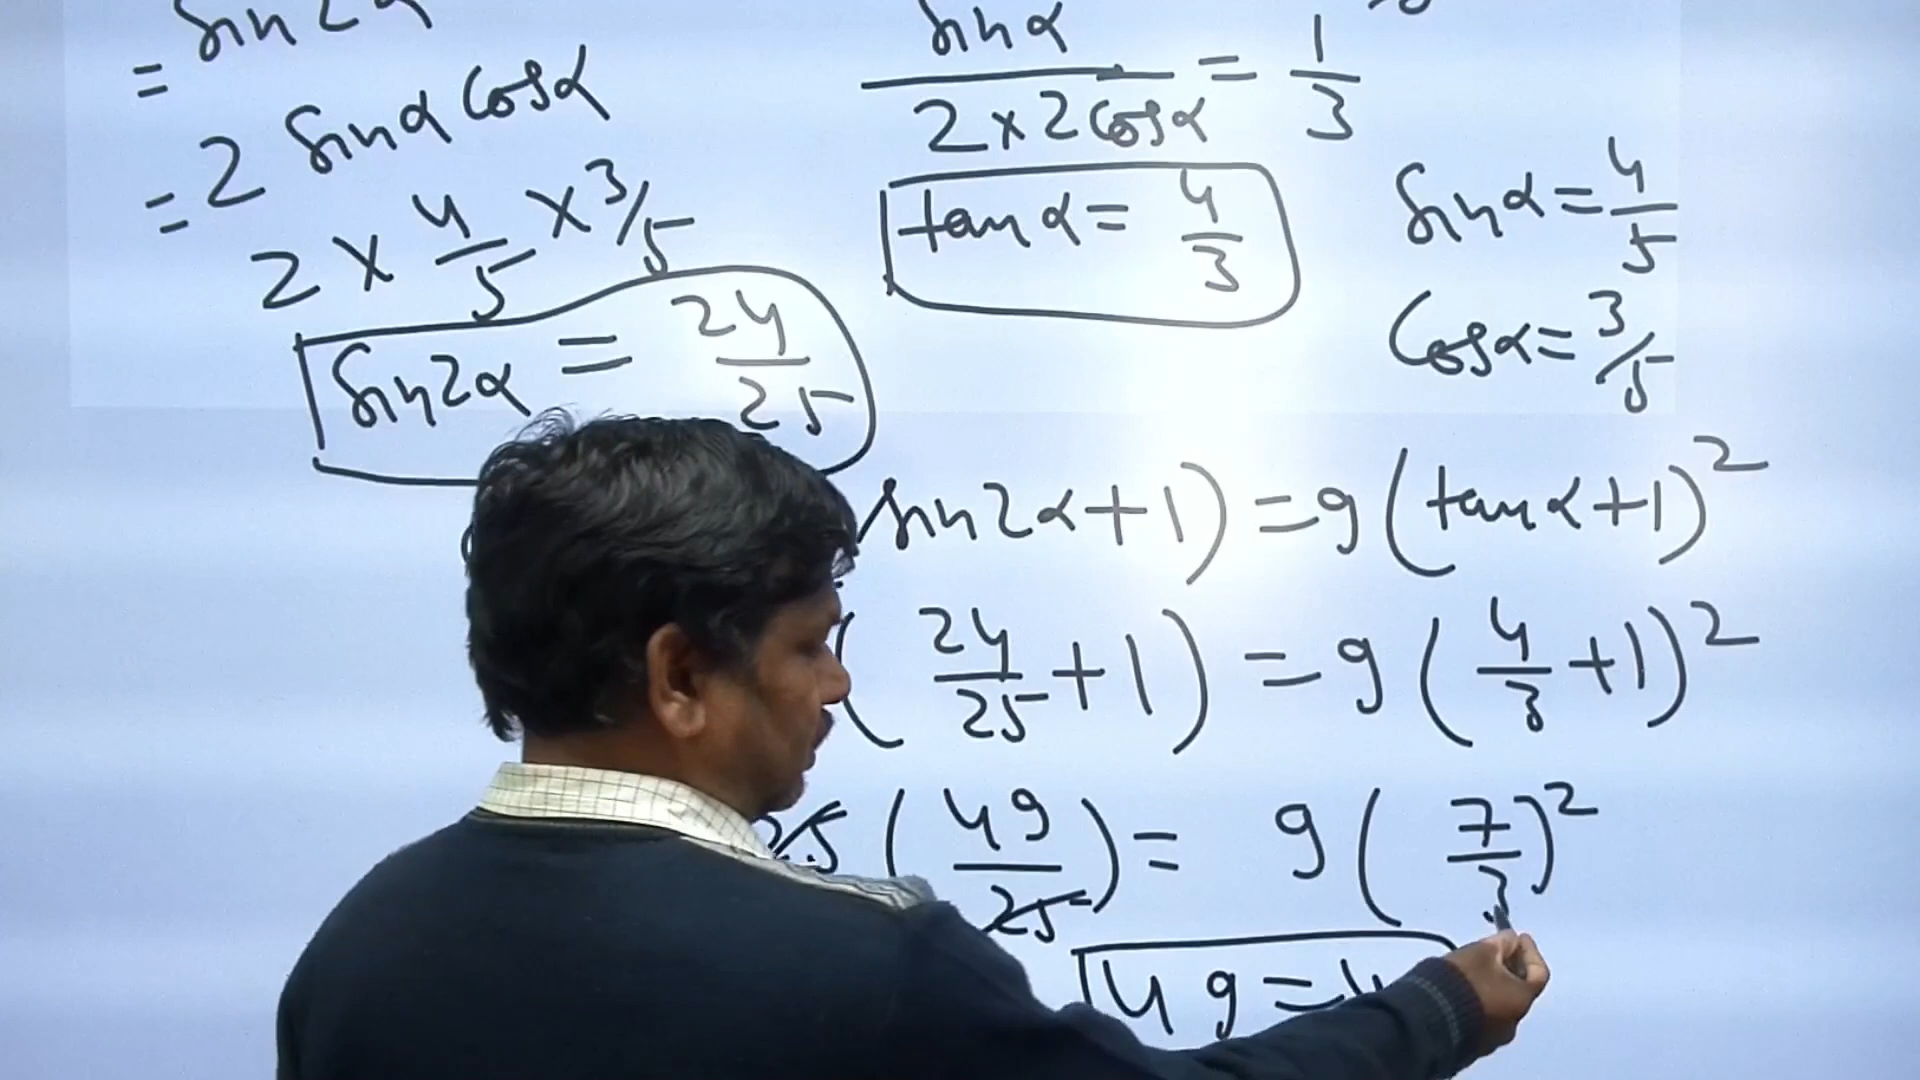 = sin2α
= 2 sinα cosα
2 × 4/5 × 3/5
sin2α = 24/25
sinα / 2×2cosα = 1/3
tanα = 4/3
sinα = 4/5
cosα = 3/5
sin2α+1) = 9(tanα+1)²
(24/25 + 1) = 9(4/3 + 1)²
25(49/25) = 9(7/3)²
49 = 4